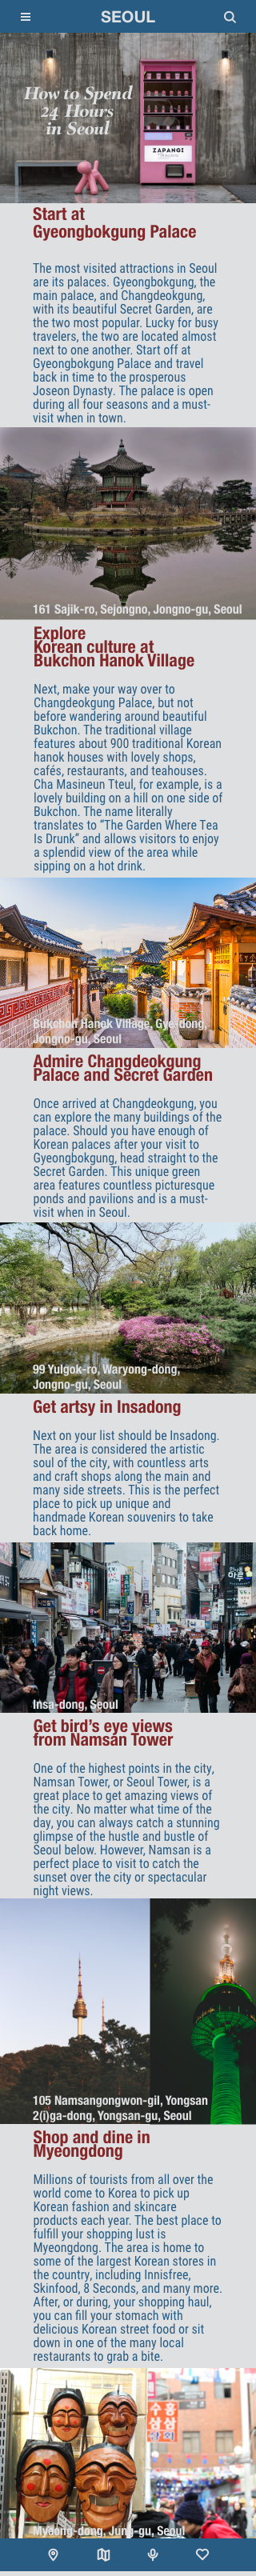 SEOUL
How to Spend
24 Hours
in Seoul
ZAPANGI
Start at
Gyeongbokgung Palace
The most visited attractions in Seoul
are its palaces. Gyeongbokgung, the
main palace, and Changdeokgung,
with its beautiful Secret Garden, are
the two most popular. Lucky for busy
travelers, the two are located almost
next to one another. Start off at
Gyeongbokgung Palace and travel
back in time to the prosperous
Joseon Dynasty. The palace is open
during all four seasons and a must-
visit when in town.
161 Sajik-ro, Sejongno, Jongno-gu, Seoul
Explore
Korean culture at
Bukchon Hanok Village
Next, make your way over to
Changdeokgung Palace, but not
before wandering around beautiful
Bukchon. The traditional village
features about 900 traditional Korean
hanok houses with lovely shops,
cafés, restaurants, and teahouses.
Cha Masineun Tteul, for example, is a
lovely building on a hill on one side of
Bukchon. The name literally
translates to “The Garden Where Tea
Is Drunk” and allows visitors to enjoy
a splendid view of the area while
sipping on a hot drink.
Bukchon Hanok Village, Gye-dong,
Jongno-gu, Seoul
Admire Changdeokgung
Palace and Secret Garden
Once arrived at Changdeokgung, you
can explore the many buildings of the
palace. Should you have enough of
Korean palaces after your visit to
Gyeongbokgung, head straight to the
Secret Garden. This unique green
area features countless picturesque
ponds and pavilions and is a must-
visit when in Seoul.
99 Yulgok-ro, Waryong-dong,
Jongno-gu, Seoul
Get artsy in Insadong
Next on your list should be Insadong.
The area is considered the artistic
soul of the city, with countless arts
and craft shops along the main and
many side streets. This is the perfect
place to pick up unique and
handmade Korean souvenirs to take
back home.
Insa-dong, Seoul
Get bird’s eye views
from Namsan Tower
One of the highest points in the city,
Namsan Tower, or Seoul Tower, is a
great place to get amazing views of
the city. No matter what time of the
day, you can always catch a stunning
glimpse of the hustle and bustle of
Seoul below. However, Namsan is a
perfect place to visit to catch the
sunset over the city or spectacular
night views.
105 Namsangongwon-gil, Yongsan
2(i)ga-dong, Yongsan-gu, Seoul
Shop and dine in
Myeongdong
Millions of tourists from all over the
world come to Korea to pick up
Korean fashion and skincare
products each year. The best place to
fulfill your shopping lust is
Myeongdong. The area is home to
some of the largest Korean stores in
the country, including Innisfree,
Skinfood, 8 Seconds, and many more.
After, or during, your shopping haul,
you can fill your stomach with
delicious Korean street food or sit
down in one of the many local
restaurants to grab a bite.
Myeong-dong, Jung-gu, Seoul